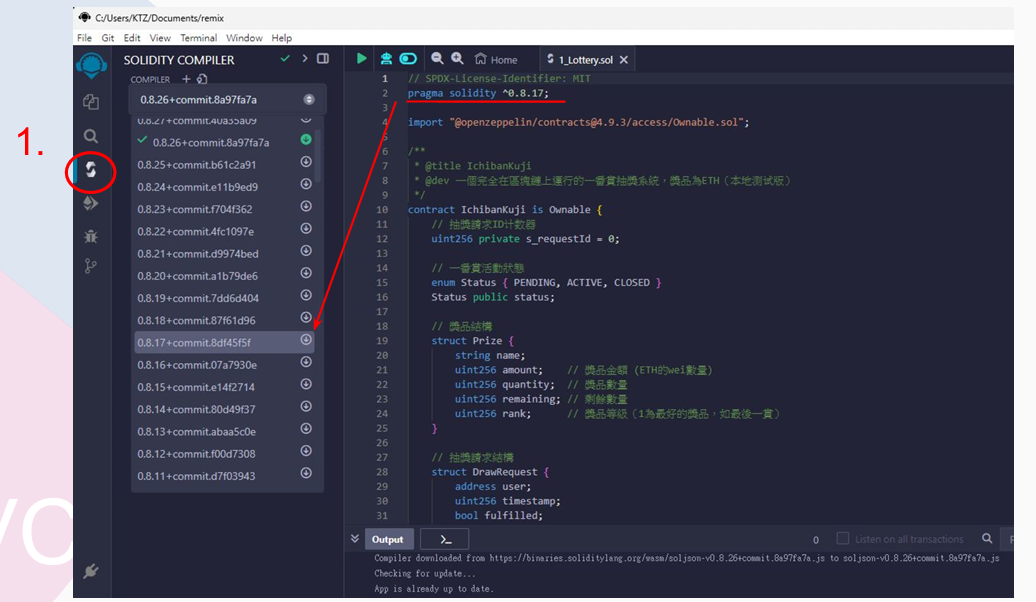 C:/Users/KTZ/Documents/remix
File Git Edit View Terminal Window Help
1.
SOLIDITY COMPILER
COMPILER
0.8.26+commit.8a97fa7a
0.8.27+commit.40a35a09
0.8.26+commit.8a97fa7a
0.8.25+commit.b61c2a91
0.8.24+commit.e11b9ed9
0.8.23+commit.f704f362
0.8.22+commit.4fc1097e
0.8.21+commit.d9974bed
0.8.20+commit.a1b79de6
0.8.19+commit.7dd6d404
0.8.18+commit.87f61d96
0.8.17+commit.8df45f5f
0.8.16+commit.07a7930e
0.8.15+commit.e14f2714
0.8.14+commit.80d49f37
0.8.13+commit.abaa5c0e
0.8.12+commit.f00d7308
0.8.11+commit.d7f03943
Home
1_Lottery.sol
1 // SPDX-License-Identifier: MIT
2 pragma solidity ^0.8.17;
3
4 import "@openzeppelin/contracts@4.9.3/access/Ownable.sol";
5
6 /**
7 * @title IchibanKuji
8 * @dev 一個完全在區塊鏈上運行的一番賞抽獎系統，獎品為ETH（本地測試版）
9 */
10 contract IchibanKuji is Ownable {
11 // 抽獎請求ID計數器
12 uint256 private s_requestId = 0;
13
14 // 一番賞活動狀態
15 enum Status { PENDING, ACTIVE, CLOSED }
16 Status public status;
17
18 // 獎品結構
19 struct Prize {
20 string name;
21 uint256 amount; // 獎品金額 (ETH的wei數量)
22 uint256 quantity; // 獎品數量
23 uint256 remaining; // 剩餘數量
24 uint256 rank; // 獎品等級（1為最好的獎品，如最後一賞）
25 }
26
27 // 抽獎請求結構
28 struct DrawRequest {
29 address user;
30 uint256 timestamp;
31 bool fulfilled;
Output
>_
0
Listen on all transactions
Compiler downloaded from https://binaries.soliditylang.org/wasm/soljson-v0.8.26+commit.8a97fa7a.js to soljson-v0.8.26+commit.8a97fa7a.js
Checking for update...
App is already up to date.